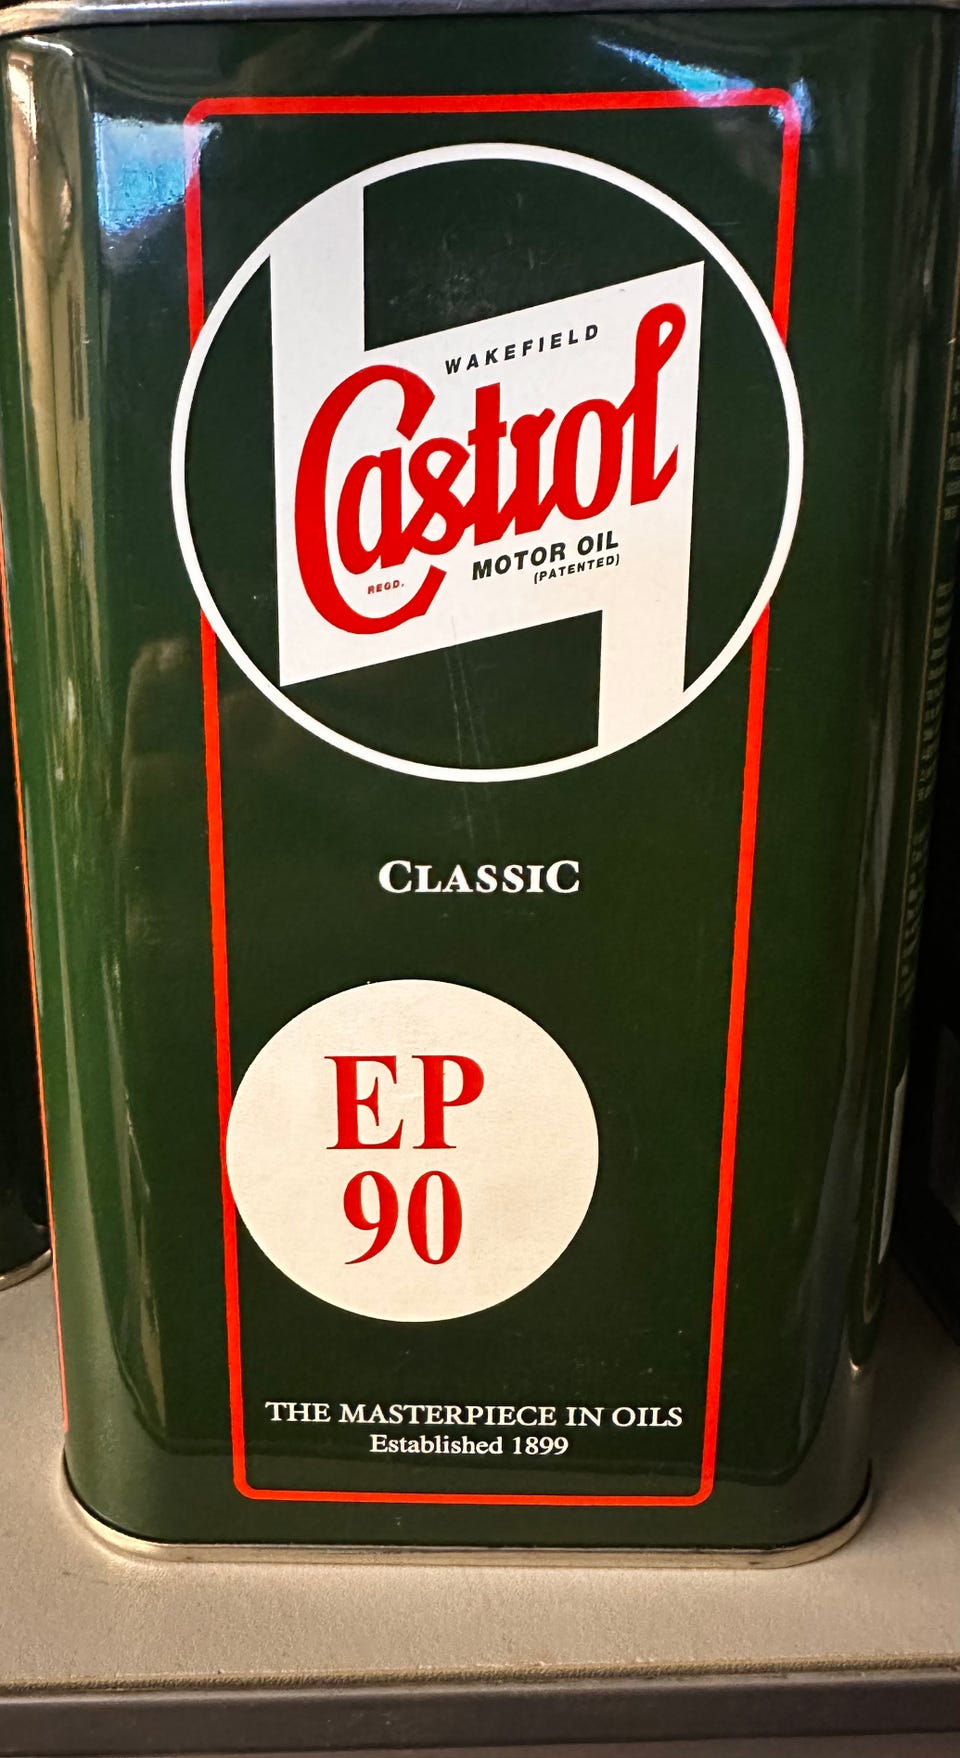 WAKEFIELD
Castrol
REGD.
MOTOR OIL
(PATENTED)
CLASSIC
EP
90
THE MASTERPIECE IN OILS
Established 1899